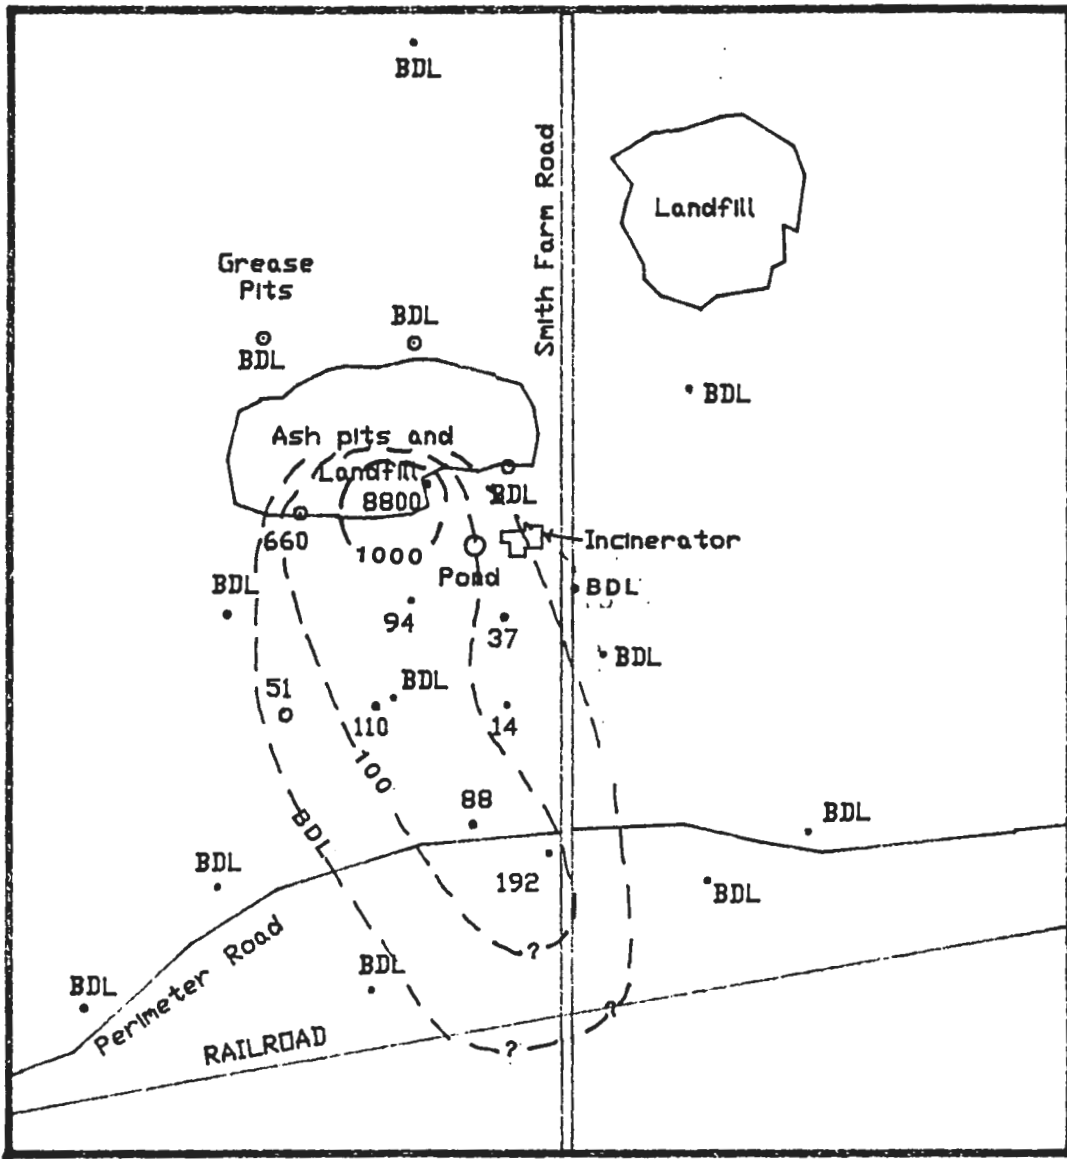 BDL
Smith Farm Road
Landfill
Grease
Pits
BDL
BDL
BDL
Ash pits and
Landfill
8800
BDL
660
1000
Incinerator
Pond
BDL
BDL
94
37
BDL
51
BDL
110
14
100
88
BDL
BDL
BDL
192
BDL
Perimeter Road
?
BDL
BDL
?
RAILROAD
?